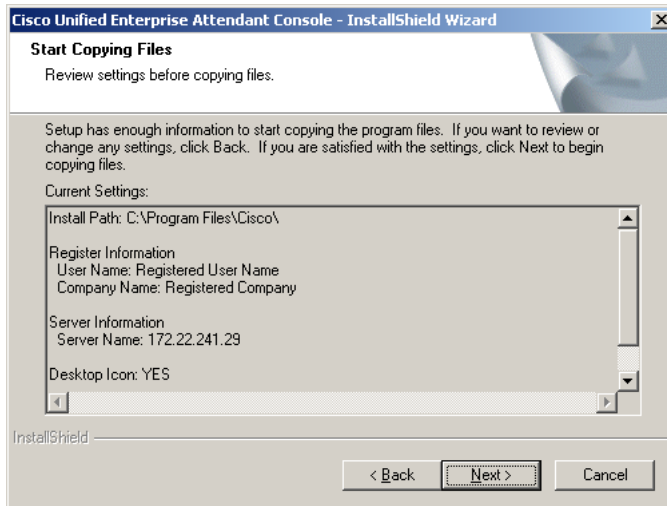 Cisco Unified Enterprise Attendant Console - InstallShield Wizard
Start Copying Files
Review settings before copying files.
Setup has enough information to start copying the program files.  If you want to review or
change any settings, click Back.  If you are satisfied with the settings, click Next to begin
copying files.
Current Settings:
Install Path: C:\Program Files\Cisco\
Register Information
User Name: Registered User Name
Company Name: Registered Company
Server Information
Server Name: 172.22.241.29
Desktop Icon: YES
InstallShield
< Back
Next >
Cancel